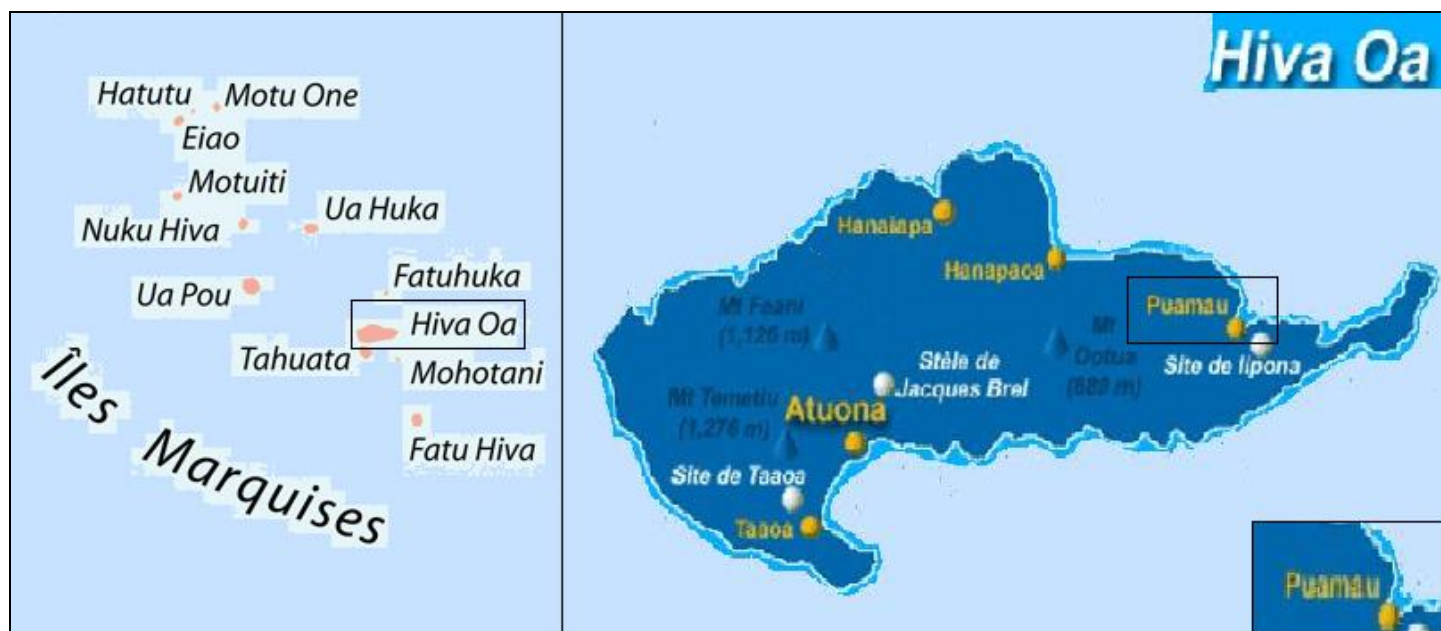 Hatutu
Motu One
Eiao
Motuiti
Ua Huka
Nuku Hiva
Fatuhuka
Ua Pou
Hiva Oa
Tahuata
Mohotani
Fatu Hiva
Îles Marquises
Hiva Oa
Hanaiapa
Hanapaoa
Puamau
Mt Feani
(1,126 m)
Mt
Ootua
(889 m)
Site de Iipona
Stèle de
Jacques Brel
Mt Temetiu
(1,276 m)
Atuona
Site de Taaoa
Taaoa
Puamau